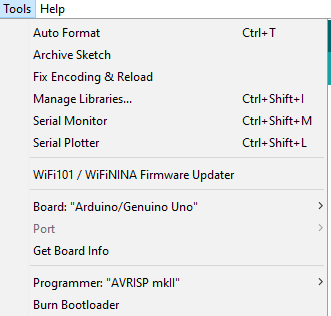 Tools Help
Auto Format Ctrl+T
Archive Sketch
Fix Encoding & Reload
Manage Libraries... Ctrl+Shift+I
Serial Monitor Ctrl+Shift+M
Serial Plotter Ctrl+Shift+L
WiFi101 / WiFiNINA Firmware Updater
Board: "Arduino/Genuino Uno"
Port
Get Board Info
Programmer: "AVRISP mkII"
Burn Bootloader